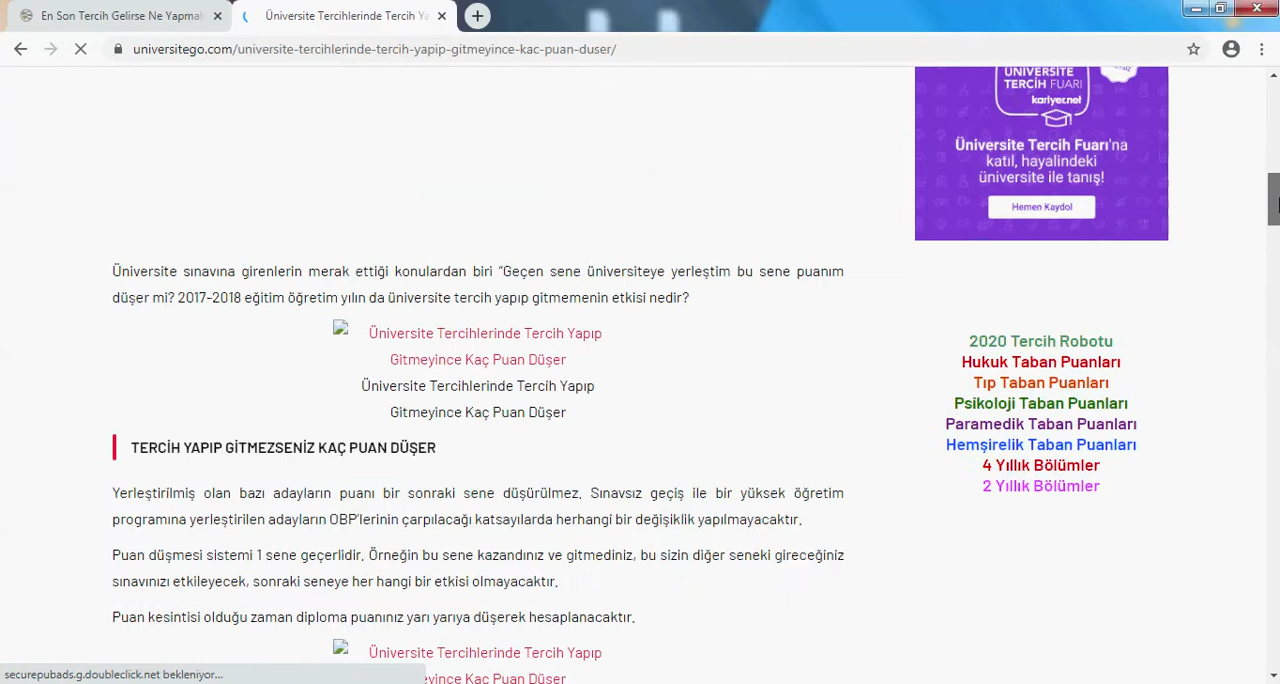 En Son Tercih Gelirse Ne Yapmalı
Üniversite Tercihlerinde Tercih Y
universitego.com/universite-tercihlerinde-tercih-yapip-gitmeyince-kac-puan-duser/
ÜNİVERSİTE
TERCİH FUARI
kariyer.net
Üniversite Tercih Fuarı'na
katıl, hayalindeki
üniversite ile tanış!
Hemen Kaydol
Üniversite sınavına girenlerin merak ettiği konulardan biri “Geçen sene üniversiteye yerleştim bu sene puanım
düşer mi? 2017-2018 eğitim öğretim yılın da üniversite tercih yapıp gitmemenin etkisi nedir?
Üniversite Tercihlerinde Tercih Yapıp
Gitmeyince Kaç Puan Düşer
Üniversite Tercihlerinde Tercih Yapıp
Gitmeyince Kaç Puan Düşer
2020 Tercih Robotu
Hukuk Taban Puanları
Tıp Taban Puanları
Psikoloji Taban Puanları
Paramedik Taban Puanları
Hemşirelik Taban Puanları
4 Yıllık Bölümler
2 Yıllık Bölümler
TERCİH YAPIP GİTMEZSENİZ KAÇ PUAN DÜŞER
Yerleştirilmiş olan bazı adayların puanı bir sonraki sene düşürülmez. Sınavsız geçiş ile bir yüksek öğretim
programına yerleştirilen adayların OBP'lerinin çarpılacağı katsayılarda herhangi bir değişiklik yapılmayacaktır.
Puan düşmesi sistemi 1 sene geçerlidir. Örneğin bu sene kazandınız ve gitmediniz, bu sizin diğer seneki gireceğiniz
sınavınızı etkileyecek, sonraki seneye her hangi bir etkisi olmayacaktır.
Puan kesintisi olduğu zaman diploma puanınız yarı yarıya düşerek hesaplanacaktır.
Üniversite Tercihlerinde Tercih Yapıp
eyince Kaç Puan Düşer
securepubads.g.doubleclick.net bekleniyor...